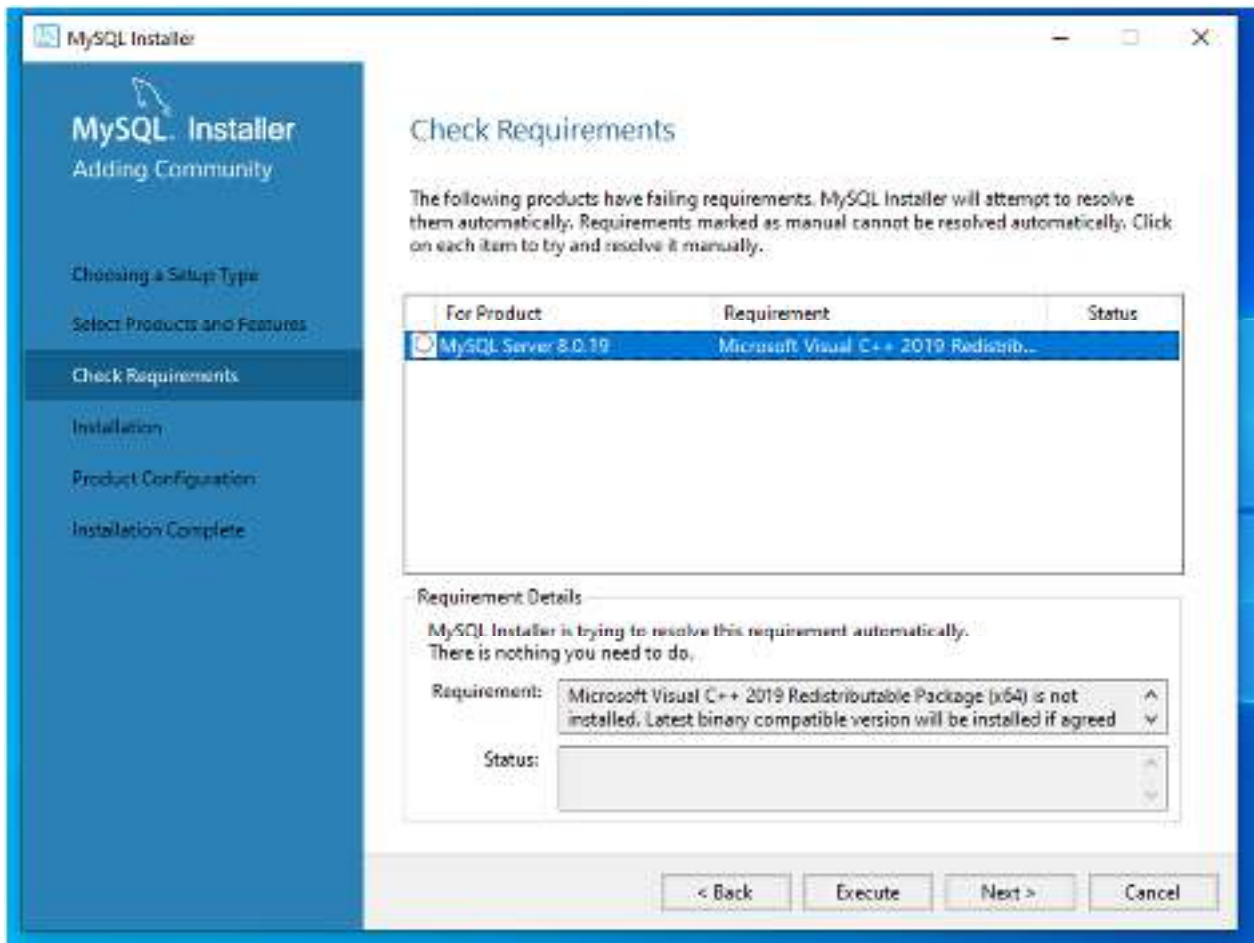 MySQL Installer
MySQL. Installer
Adding Community
Choosing a Setup Type
Select Products and Features
Check Requirements
Installation
Product Configuration
Installation Complete
Check Requirements
The following products have failing requirements. MySQL Installer will attempt to resolve
them automatically. Requirements marked as manual cannot be resolved automatically. Click
on each item to try and resolve it manually.
For Product Requirement Status
MySQL Server 8.0.19 Microsoft Visual C++ 2019 Redistrib...
Requirement Details
MySQL Installer is trying to resolve this requirement automatically.
There is nothing you need to do.
Requirement: Microsoft Visual C++ 2019 Redistributable Package (x64) is not
installed. Latest binary compatible version will be installed if agreed
Status:
< Back Execute Next > Cancel